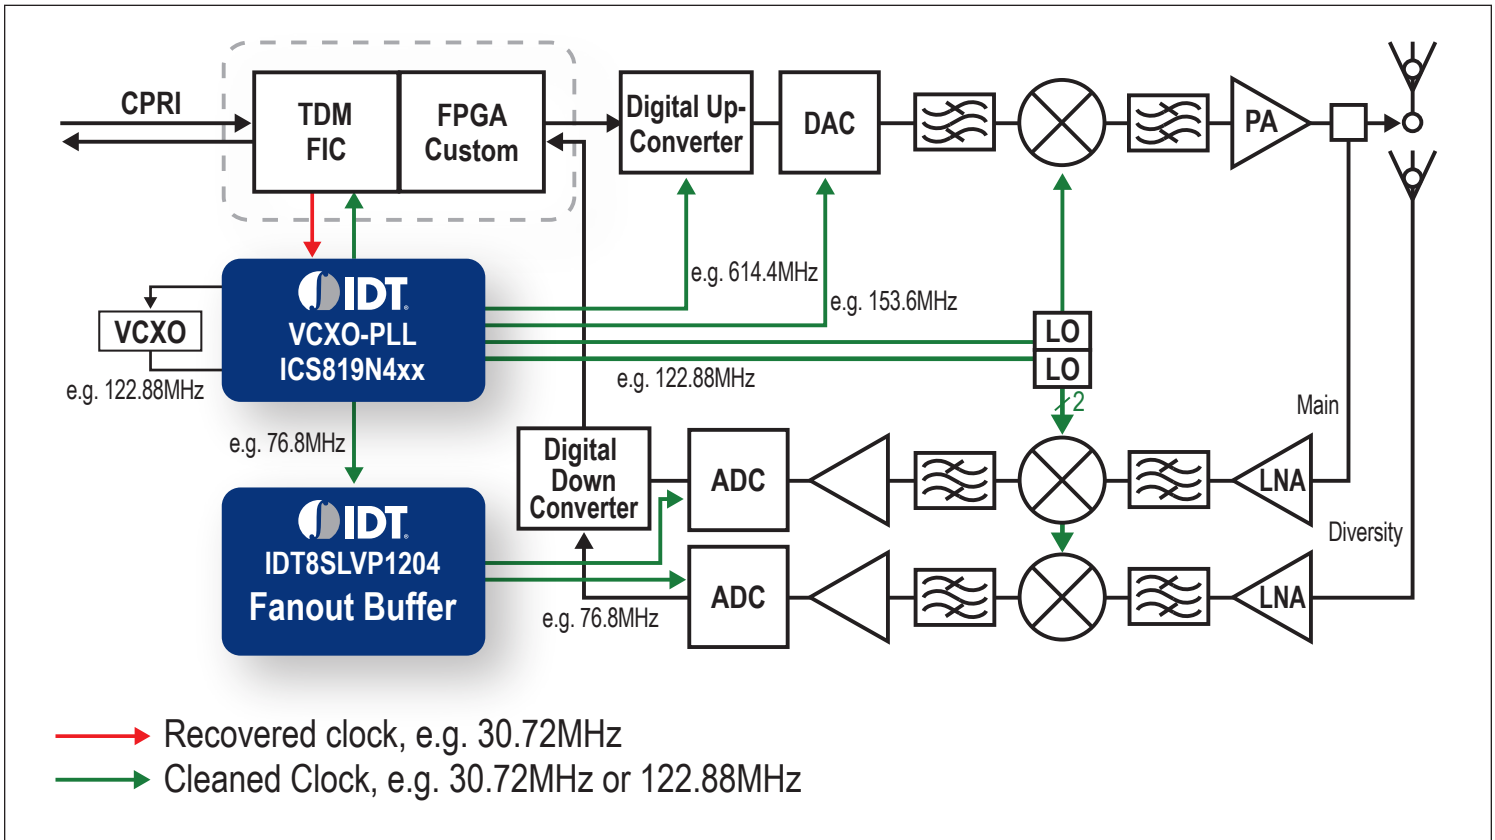 CPRI
TDM
FIC
FPGA
Custom
Digital Up-
Converter
DAC
PA
IDT.
VCXO-PLL
ICS819N4xx
VCXO
e.g. 122.88MHz
e.g. 614.4MHz
e.g. 153.6MHz
e.g. 122.88MHz
LO
LO
2
Main
e.g. 76.8MHz
Digital
Down
Converter
ADC
LNA
Diversity
IDT.
IDT8SLVP1204
Fanout Buffer
e.g. 76.8MHz
ADC
LNA
Recovered clock, e.g. 30.72MHz
Cleaned Clock, e.g. 30.72MHz or 122.88MHz